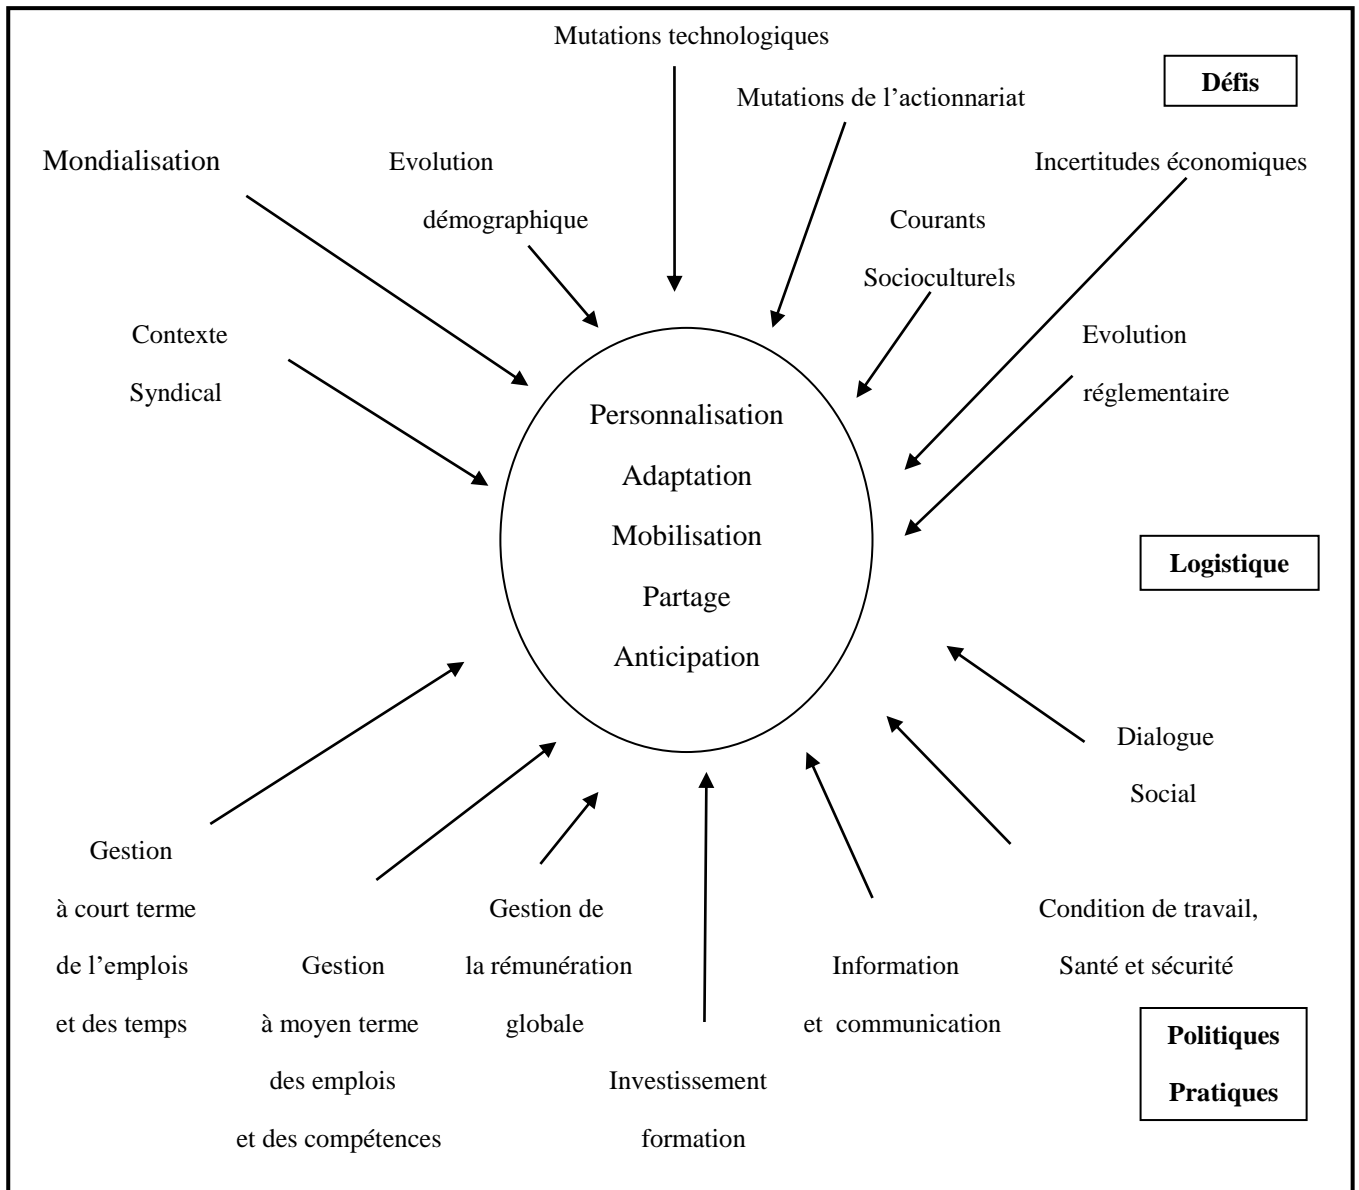 Mutations technologiques
Défis
Mutations de l’actionnariat
Mondialisation
Evolution
démographique
Incertitudes économiques
Courants
Socioculturels
Contexte
Syndical
Evolution
réglementaire
Personnalisation
Adaptation
Mobilisation
Partage
Anticipation
Logistique
Dialogue
Social
Gestion
à court terme
de l’emplois
et des temps
Gestion
à moyen terme
des emplois
et des compétences
Gestion de
la rémunération
globale
Investissement
formation
Information
et communication
Condition de travail,
Santé et sécurité
Politiques
Pratiques